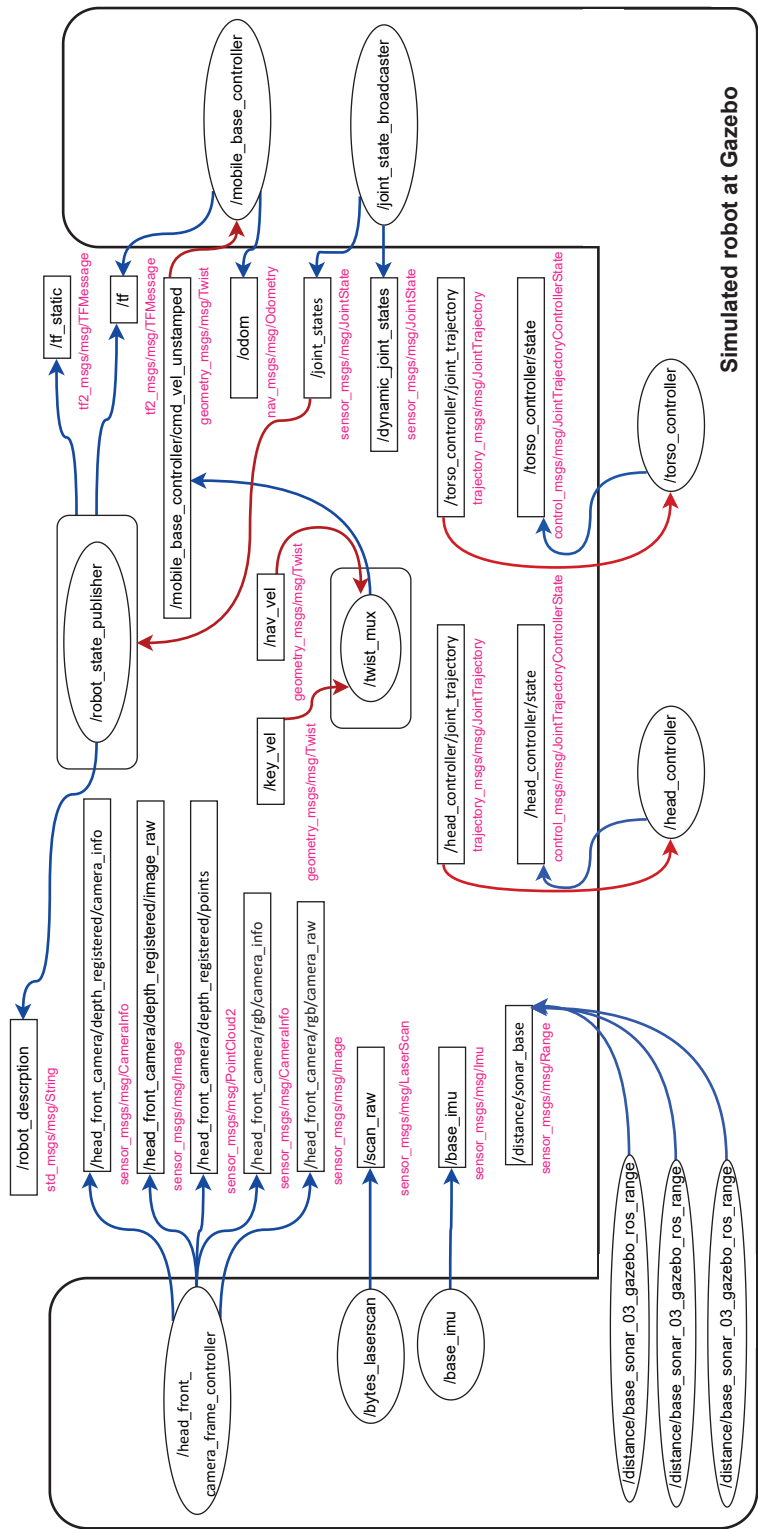 /robot_descrption
std_msgs/msg/String
/tf_static
tf2_msgs/msg/TFMessage
/robot_state_publisher
/tf
tf2_msgs/msg/TFMessage
/head_front_
camera_frame_controller
/head_front_camera/depth_registered/camera_info
sensor_msgs/msg/CameraInfo
/head_front_camera/depth_registered/image_raw
sensor_msgs/msg/Image
/head_front_camera/depth_registered/points
sensor_msgs/msg/PointCloud2
/head_front_camera/rgb/camera_info
sensor_msgs/msg/CameraInfo
/head_front_camera/rgb/camera_raw
sensor_msgs/msg/Image
/mobile_base_controller/cmd_vel_unstamped
geometry_msgs/msg/Twist
/mobile_base_controller
/odom
nav_msgs/msg/Odometry
/key_vel
geometry_msgs/msg/Twist
/nav_vel
geometry_msgs/msg/Twist
/twist_mux
/joint_states
sensor_msgs/msg/JointState
/joint_state_broadcaster
/dynamic_joint_states
sensor_msgs/msg/JointState
/bytes_laserscan
/scan_raw
sensor_msgs/msg/LaserScan
/base_imu
/base_imu
sensor_msgs/msg/Imu
/head_controller/joint_trajectory
trajectory_msgs/msg/JointTrajectory
/torso_controller/joint_trajectory
trajectory_msgs/msg/JointTrajectory
/distance/sonar_base
sensor_msgs/msg/Range
/head_controller/state
control_msgs/msg/JointTrajectoryControllerState
/torso_controller/state
control_msgs/msg/JointTrajectoryControllerState
/distance/base_sonar_03_gazebo_ros_range
/distance/base_sonar_03_gazebo_ros_range
/distance/base_sonar_03_gazebo_ros_range
/head_controller
/torso_controller
Simulated robot at Gazebo